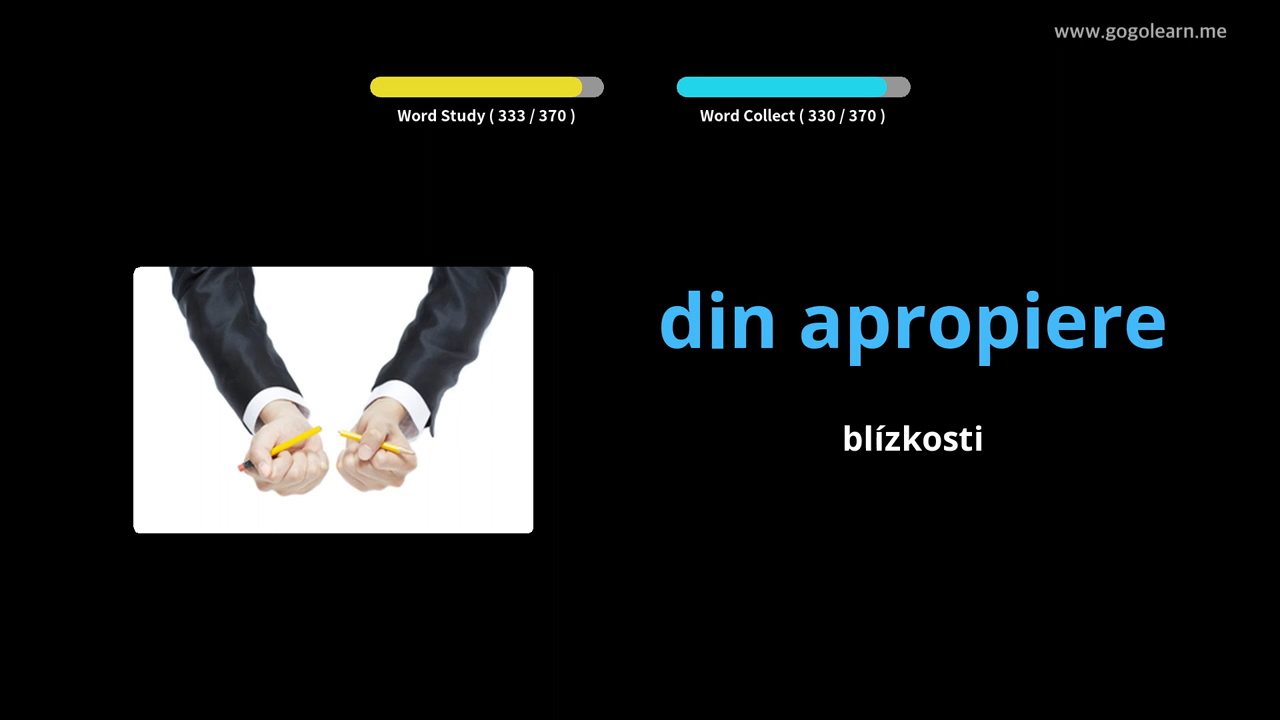 www.gogolearn.me
Word Study ( 333 / 370 )
Word Collect ( 330 / 370 )
din apropiere
blízkosti